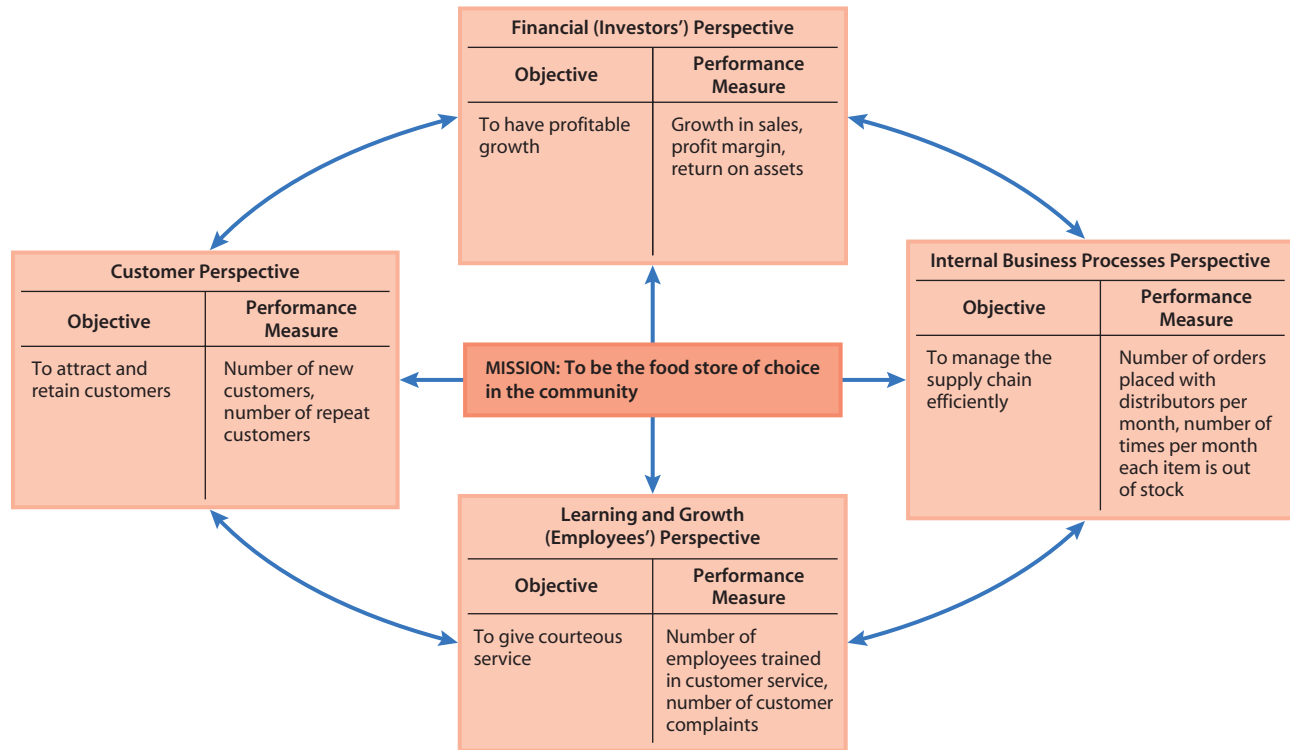 Financial (Investors’) Perspective
Objective
Performance
Measure
To have profitable
growth
Growth in sales,
profit margin,
return on assets
Customer Perspective
Objective
Performance
Measure
To attract and
retain customers
Number of new
customers,
number of repeat
customers
MISSION: To be the food store of choice
in the community
Internal Business Processes Perspective
Objective
Performance
Measure
To manage the
supply chain
efficiently
Number of orders
placed with
distributors per
month, number of
times per month
each item is out
of stock
Learning and Growth
(Employees’) Perspective
Objective
Performance
Measure
To give courteous
service
Number of
employees trained
in customer service,
number of customer
complaints